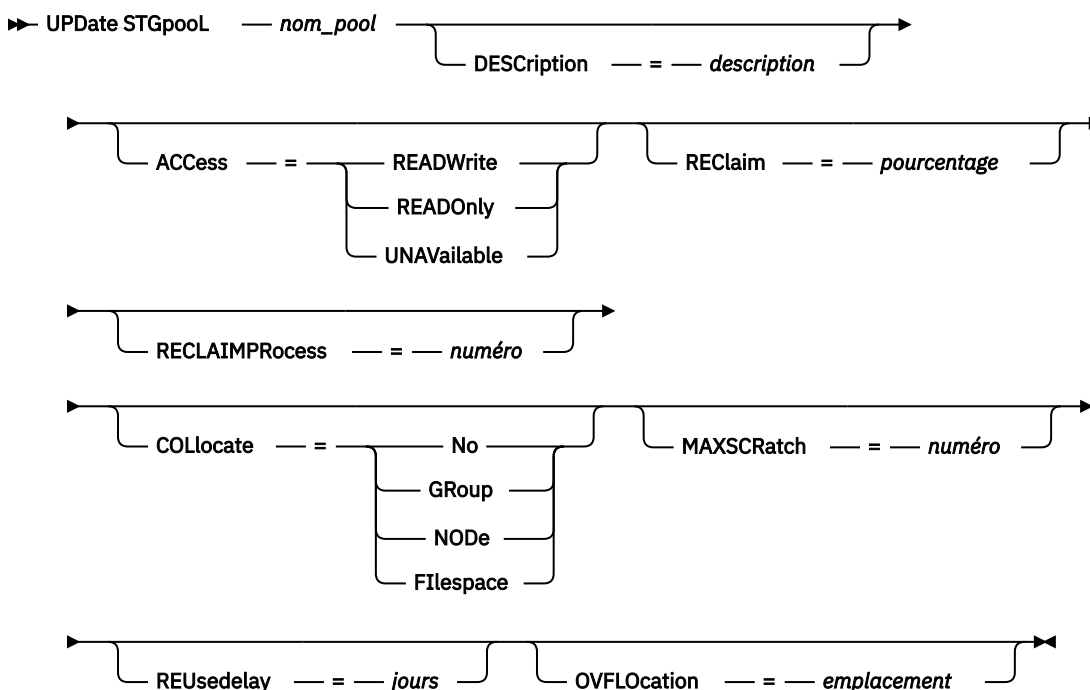 UPDate STGpooL — nom_pool
DESCription — = — description
ACCess — = — READWrite
READOnly
UNAVailable
REClaim — = — pourcentage
RECLAIMPRocess — = — numéro
COLlocate — = — No
GRoup
NODe
FIlespace
MAXSCRatch — = — numéro
REUsedelay — = — jours
OVFLOcation — = — emplacement